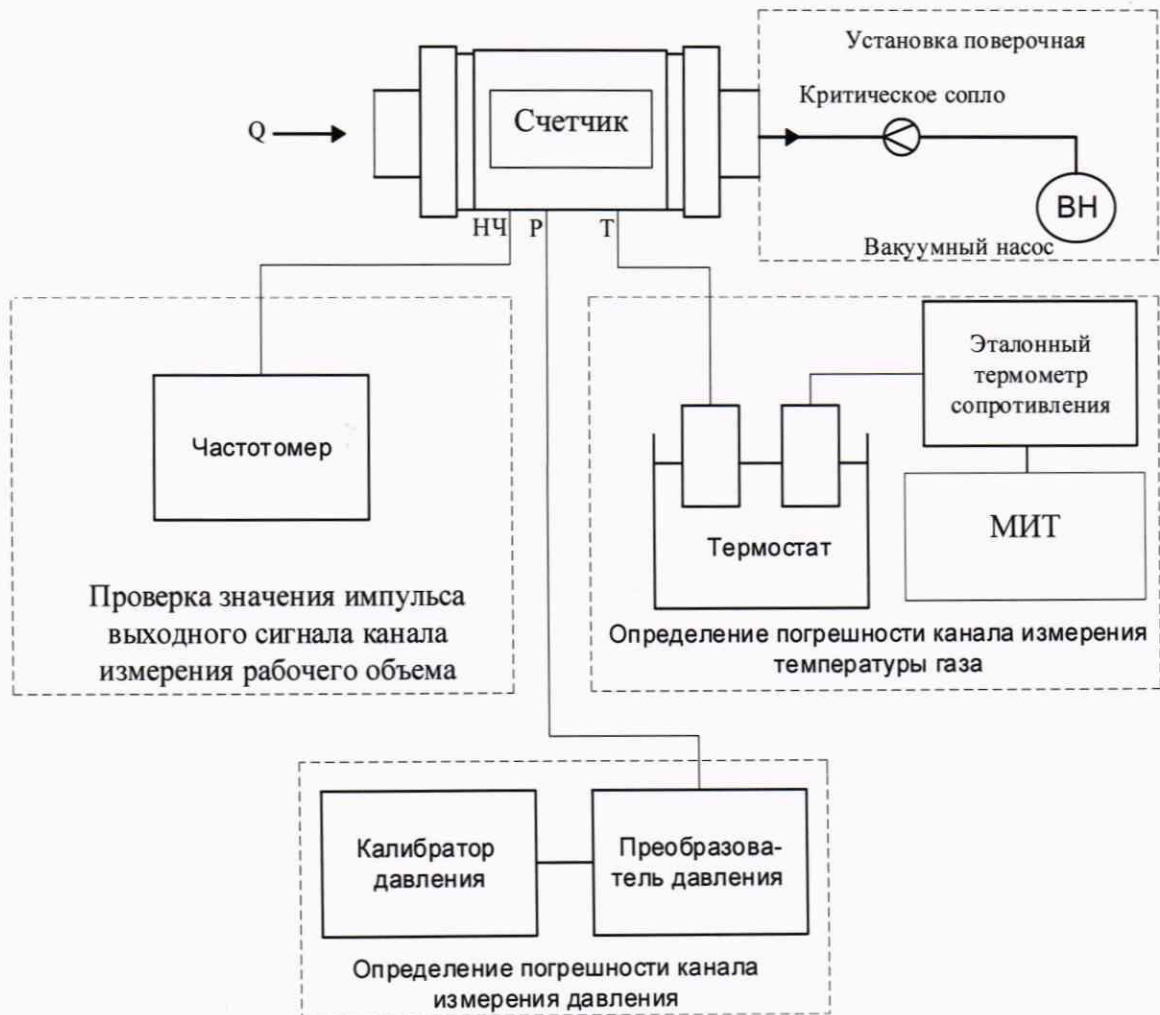 Установка поверочная
Критическое сопло
Счетчик
Q
ВН
НЧ
Р
Т
Вакуумный насос
Эталонный
термометр
сопротивления
Частотомер
МИТ
Термостат
Проверка значения импульса
выходного сигнала канала
измерения рабочего объема
Определение погрешности канала измерения
температуры газа
Калибратор
давления
Преобразова-
тель давления
Определение погрешности канала
измерения давления